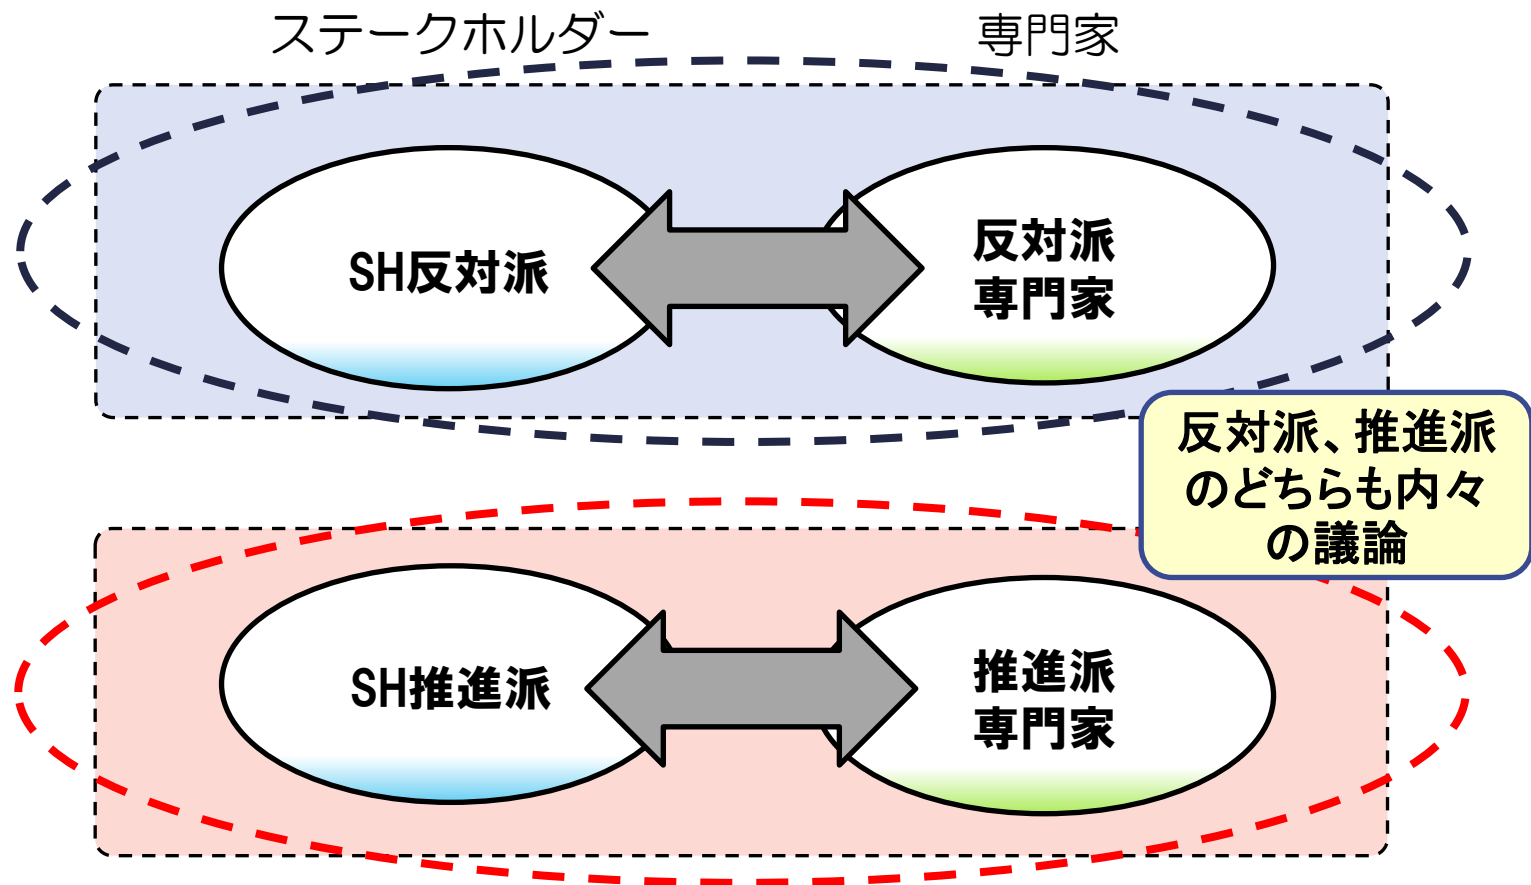 ステークホルダー
専門家
SH反対派
反対派
専門家
反対派、推進派
のどちらも内々
の議論
SH推進派
推進派
専門家